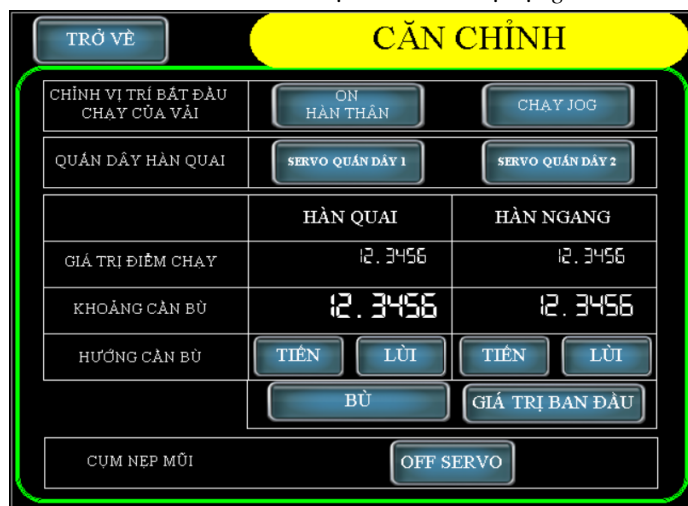 TRỞ VỀ
CĂN CHỈNH
CHỈNH VỊ TRÍ BẮT ĐẦU
CHẠY CỦA VẢI
ON
HÀN THÂN
CHẠY JOG
QUẤN DÂY HÀN QUAI
SERVO QUẤN DÂY 1
SERVO QUẤN DÂY 2
HÀN QUAI
HÀN NGANG
GIÁ TRỊ ĐIỂM CHẠY
12.3456
12.3456
KHOẢNG CẦN BÙ
12.3456
12.3456
HƯỚNG CẦN BÙ
TIẾN
LÙI
TIẾN
LÙI
BÙ
GIÁ TRỊ BAN ĐẦU
CỤM NẸP MŨI
OFF SERVO